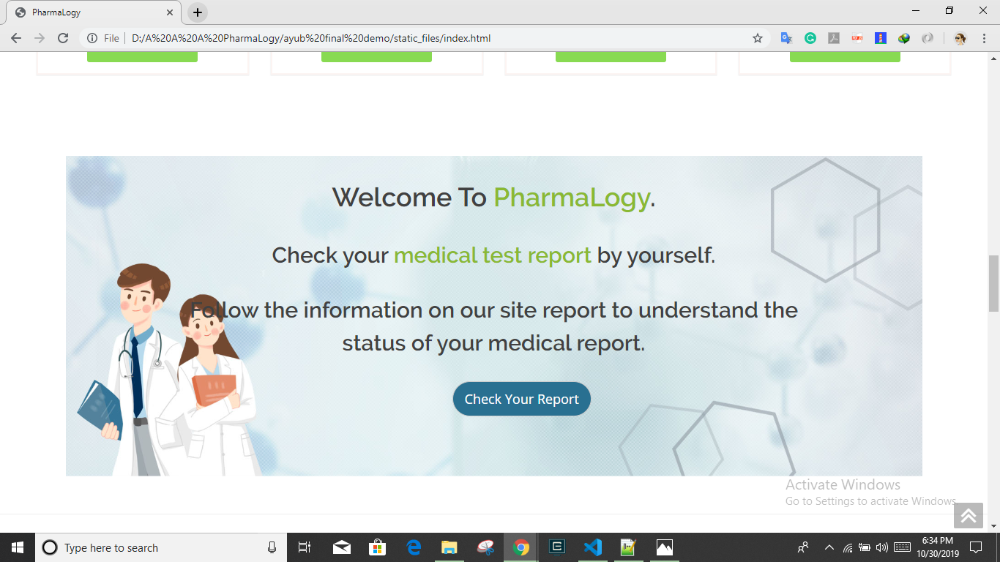 PharmaLogy
File
D:/A%20A%20A%20PharmaLogy/ayub%20final%20demo/static_files/index.html
Welcome To PharmaLogy.
Check your medical test report by yourself.
Follow the information on our site report to understand the
status of your medical report.
Check Your Report
Activate Windows
Go to Settings to activate Windows.
Type here to search
6:34 PM
10/30/2019